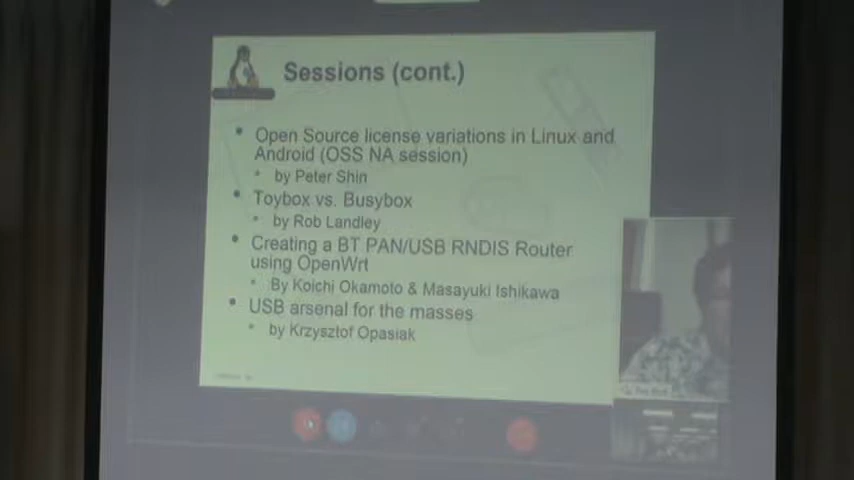 Sessions (cont.)
Open Source license variations in Linux and
Android (OSS NA session)
by Peter Shin
Toybox vs. Busybox
by Rob Landley
Creating a BT PAN/USB RNDIS Router
using OpenWrt
By Koichi Okamoto & Masayuki Ishikawa
USB arsenal for the masses
by Krzysztof Opasiak